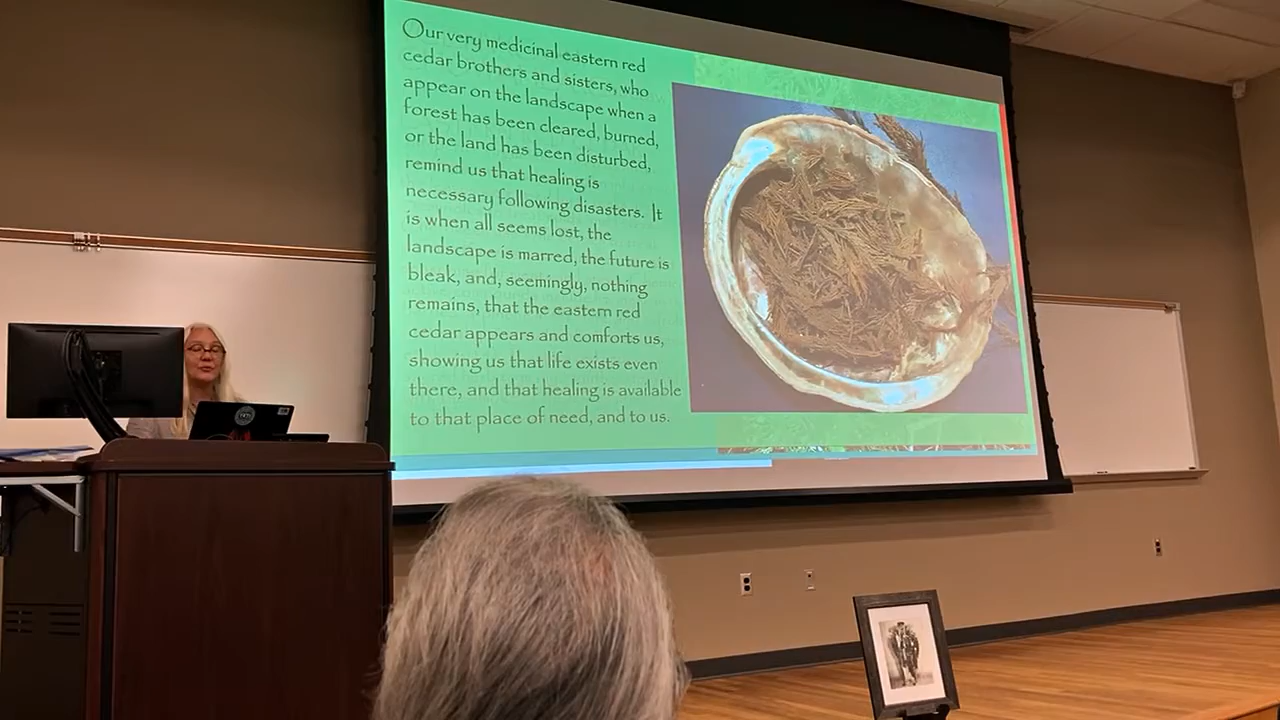 Our very medicinal eastern red
cedar brothers and sisters, who
appear on the landscape when a
forest has been cleared, burned,
or the land has been disturbed,
remind us that healing is
necessary following disasters. It
is when all seems lost, the
landscape is marred, the future is
bleak, and, seemingly, nothing
remains, that the eastern red
cedar appears and comforts us,
showing us that life exists even
there, and that healing is available
to that place of need, and to us.